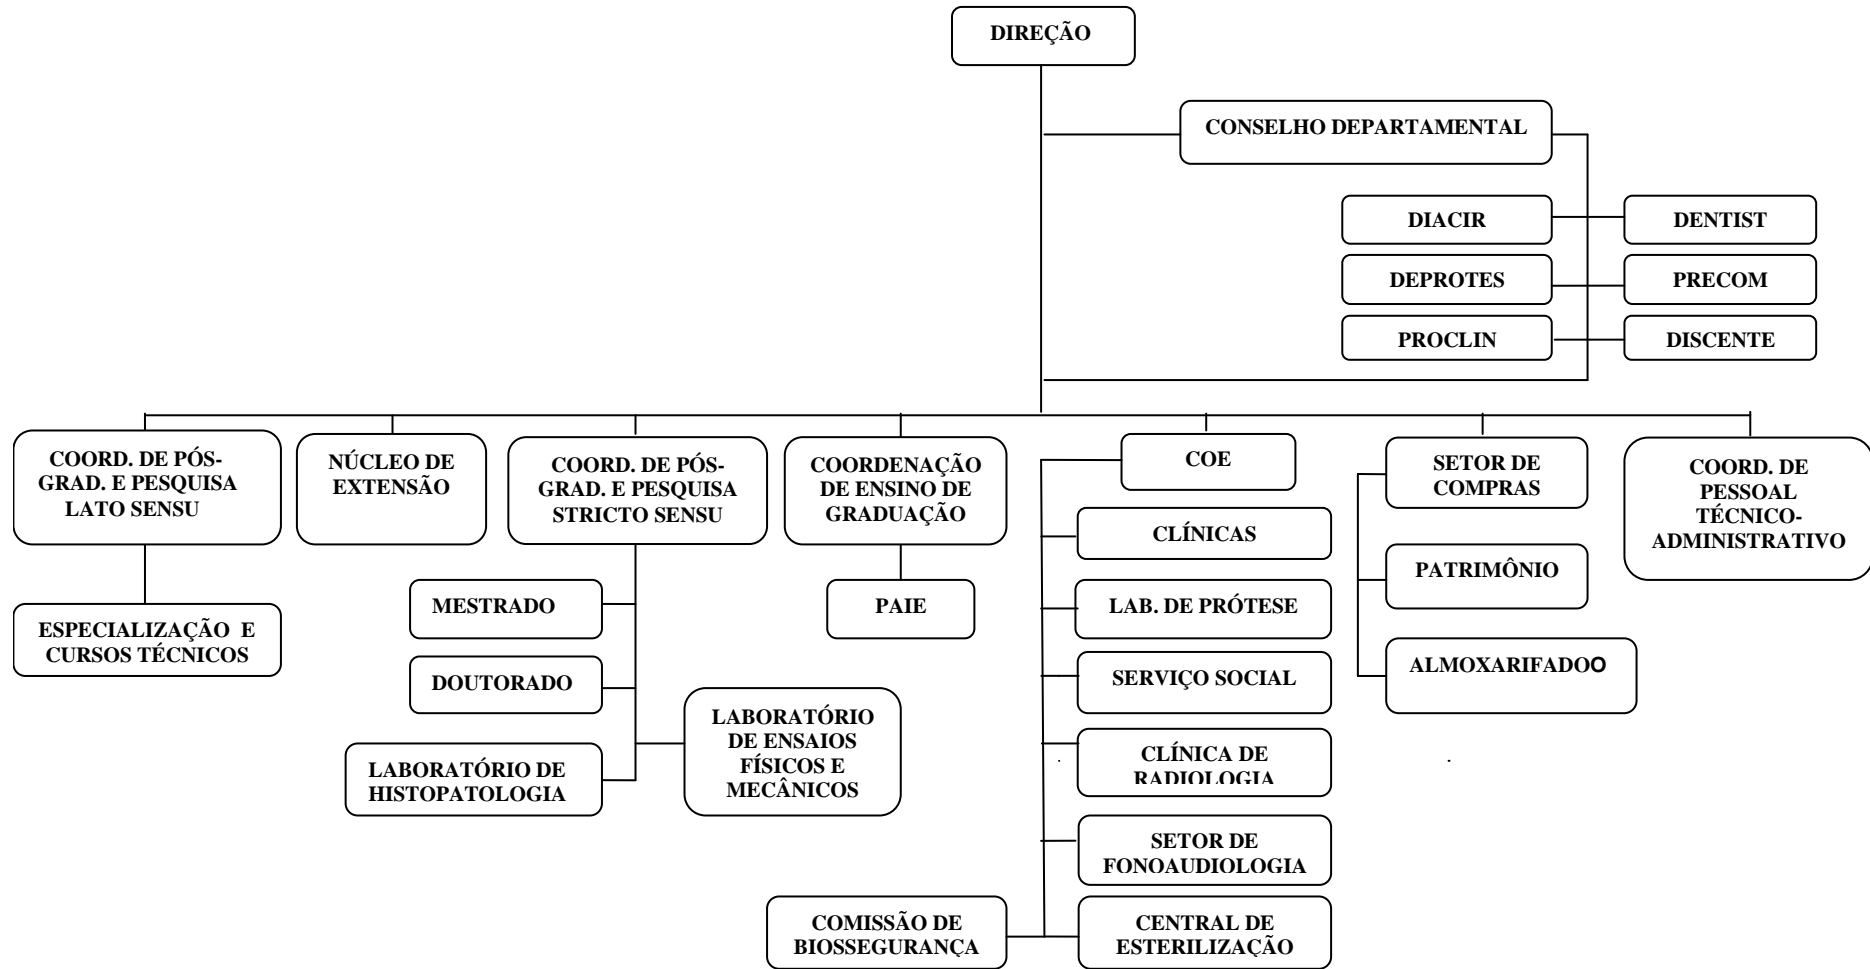 DIREÇÃO
CONSELHO DEPARTAMENTAL
DIACIR
DENTIST
DEPROTES
PRECOM
PROCLIN
DISCENTE
COORD. DE PÓS-
GRAD. E PESQUISA
LATO SENSU
NÚCLEO DE
EXTENSÃO
COORD. DE PÓS-
GRAD. E PESQUISA
STRICTO SENSU
COORDENAÇÃO
DE ENSINO DE
GRADUAÇÃO
COE
SETOR DE
COMPRAS
COORD. DE
PESSOAL
TÉCNICO-
ADMINISTRATIVO
ESPECIALIZAÇÃO E
CURSOS TÉCNICOS
MESTRADO
DOUTORADO
LABORATÓRIO DE
HISTOPATOLOGIA
LABORATÓRIO
DE ENSAIOS
FÍSICOS E
MECÂNICOS
PAIE
CLÍNICAS
LAB. DE PRÓTESE
SERVIÇO SOCIAL
CLÍNICA DE
RADIOLOGIA
SETOR DE
FONOAUDIOLOGIA
COMISSÃO DE
BIOSSEGURANÇA
CENTRAL DE
ESTERILIZAÇÃO
PATRIMÔNIO
ALMOXARIFADOO